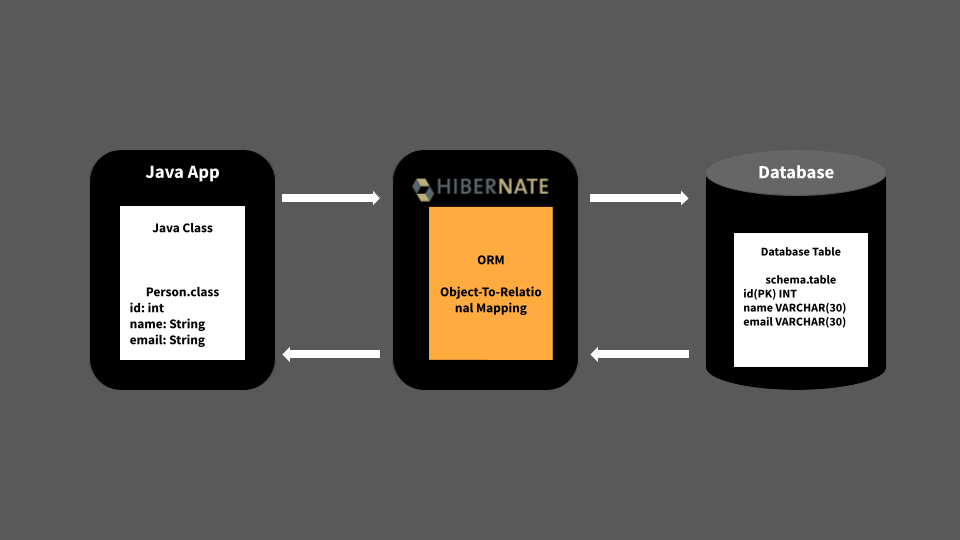 Java App
Java Class
Person.class
id: int
name: String
email: String
HIBERNATE
ORM
Object-To-Relatio
nal Mapping
Database
Database Table
schema.table
id(PK) INT
name VARCHAR(30)
email VARCHAR(30)